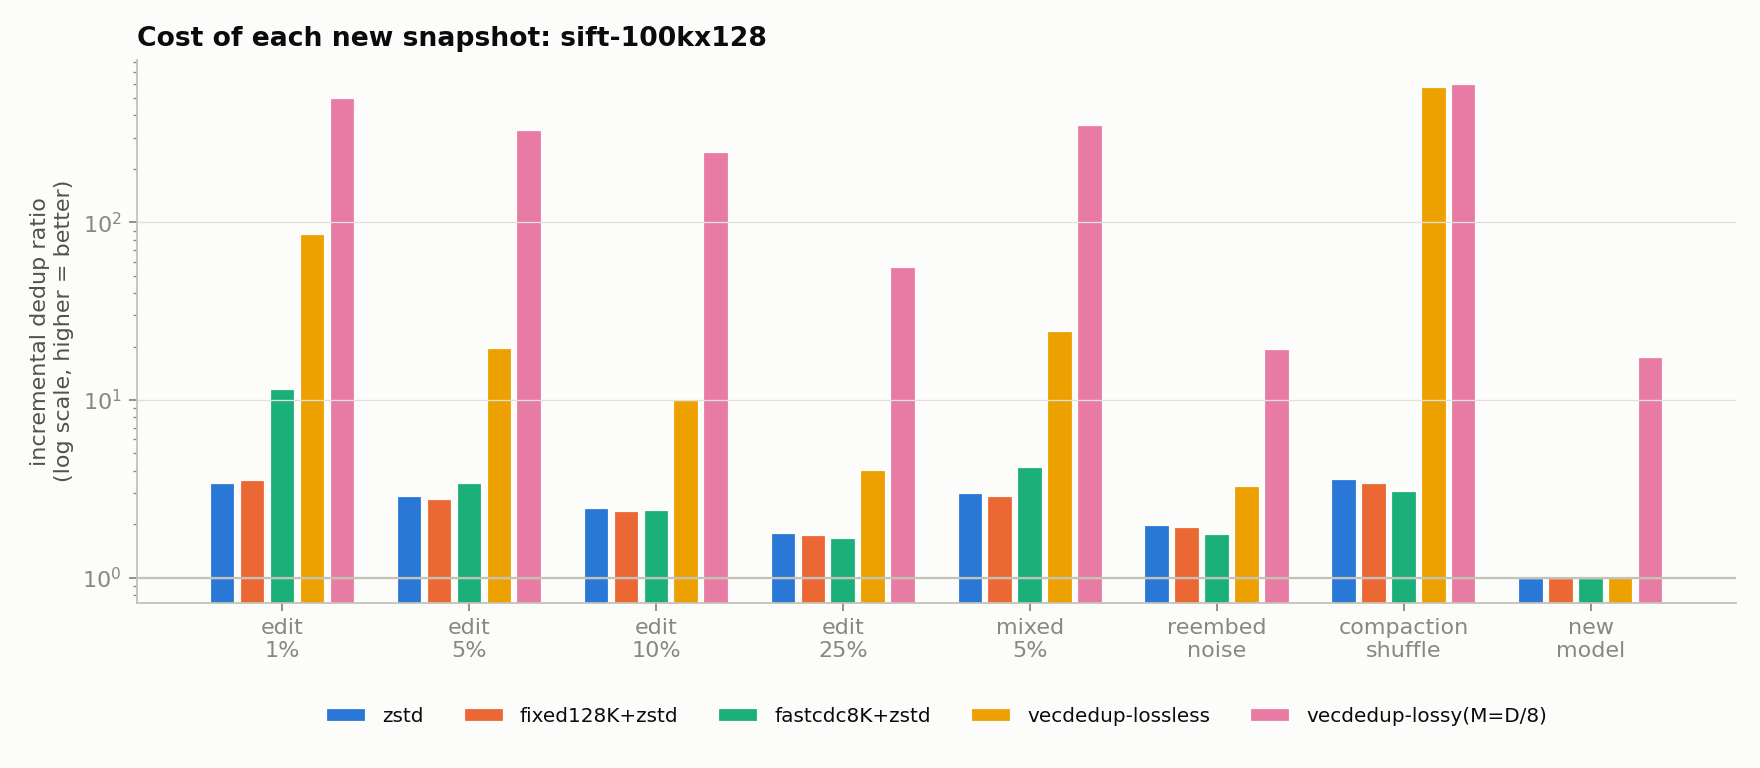 Cost of each new snapshot: sift-100kx128
incremental dedup ratio
(log scale, higher = better)
10²
10¹
10⁰
edit
1%
edit
5%
edit
10%
edit
25%
mixed
5%
reembed
noise
compaction
shuffle
new
model
zstd
fixed128K+zstd
fastcdc8K+zstd
vecdedup-lossless
vecdedup-lossy(M=D/8)